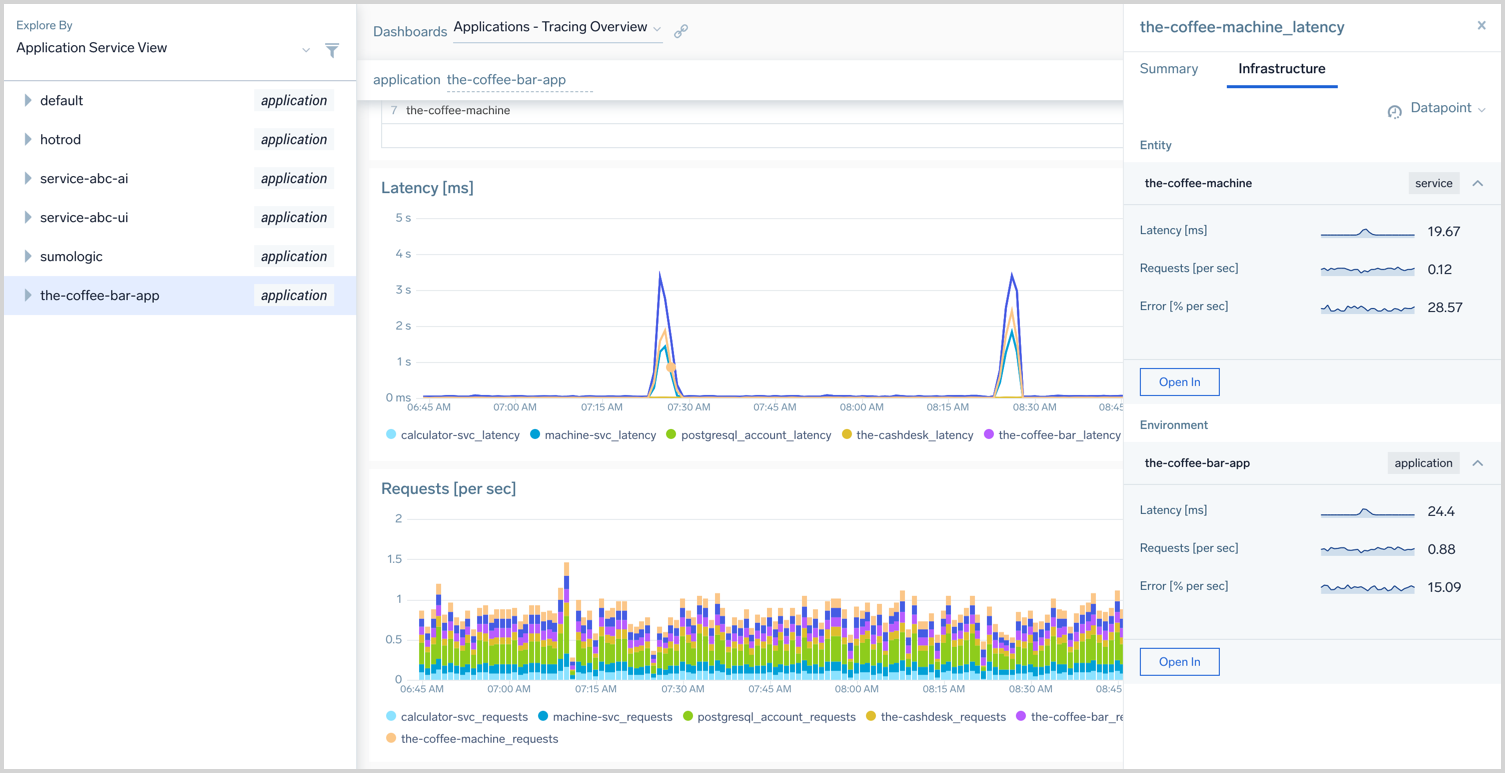 Explore By
Application Service View
default application
hotrod application
service-abc-ai application
service-abc-ui application
sumologic application
the-coffee-bar-app application
Dashboards Applications - Tracing Overview
application the-coffee-bar-app
7 the-coffee-machine
Latency [ms]
5 s
4 s
3 s
2 s
1 s
0 ms
06:45 AM 07:00 AM 07:15 AM 07:30 AM 07:45 AM 08:00 AM 08:15 AM 08:30 AM 08:45
calculator-svc_latency machine-svc_latency postgresql_account_latency the-cashdesk_latency the-coffee-bar_latency
Requests [per sec]
2
1.5
1
0.5
0
06:45 AM 07:00 AM 07:15 AM 07:30 AM 07:45 AM 08:00 AM 08:15 AM 08:30 AM 08:45
calculator-svc_requests machine-svc_requests postgresql_account_requests the-cashdesk_requests the-coffee-bar_re
the-coffee-machine_requests
the-coffee-machine_latency ×
Summary Infrastructure
Datapoint
Entity
the-coffee-machine service
Latency [ms] 19.67
Requests [per sec] 0.12
Error [% per sec] 28.57
Open In
Environment
the-coffee-bar-app application
Latency [ms] 24.4
Requests [per sec] 0.88
Error [% per sec] 15.09
Open In